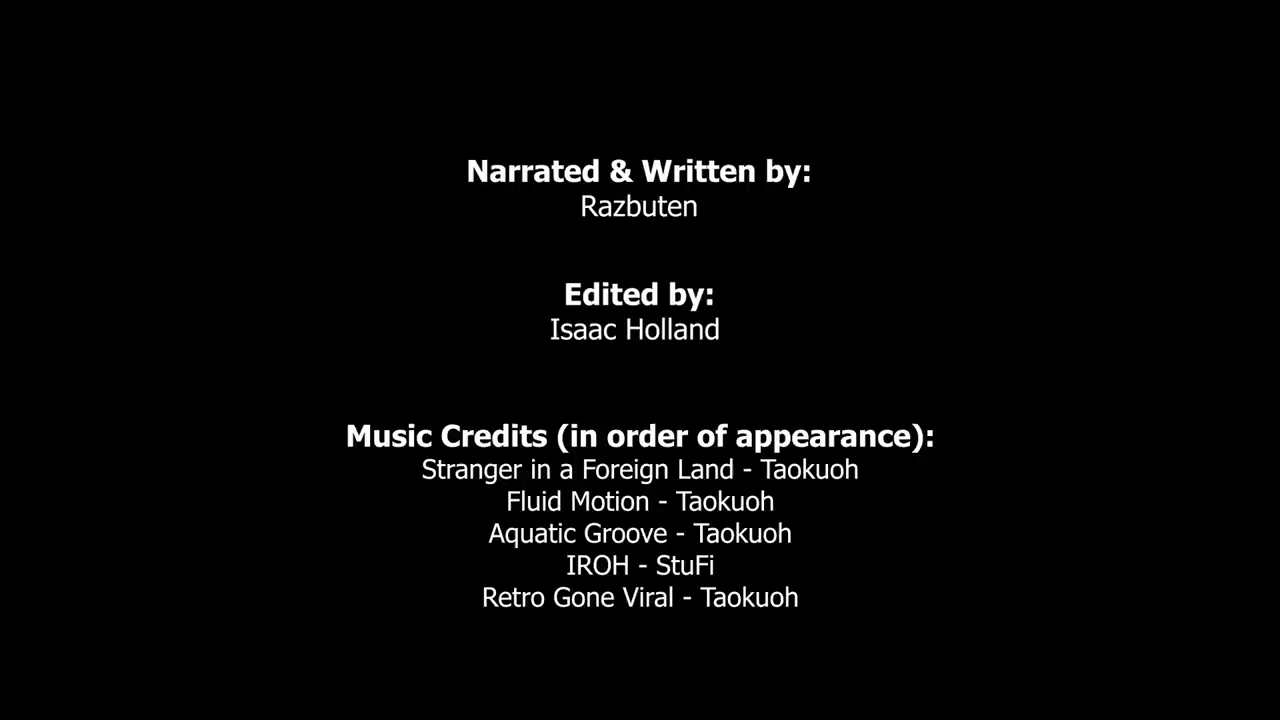 Narrated & Written by:
Razbuten
Edited by:
Isaac Holland
Music Credits (in order of appearance):
Stranger in a Foreign Land - Taokuoh
Fluid Motion - Taokuoh
Aquatic Groove - Taokuoh
IROH - StuFi
Retro Gone Viral - Taokuoh